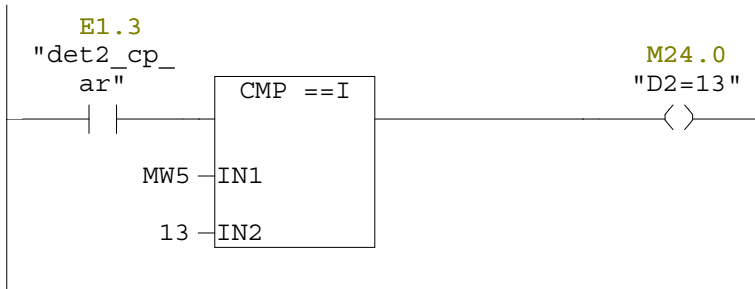 E1.3
"det2_cp_
ar"
M24.0
"D2=13"
CMP ==I
MW5
IN1
13
IN2